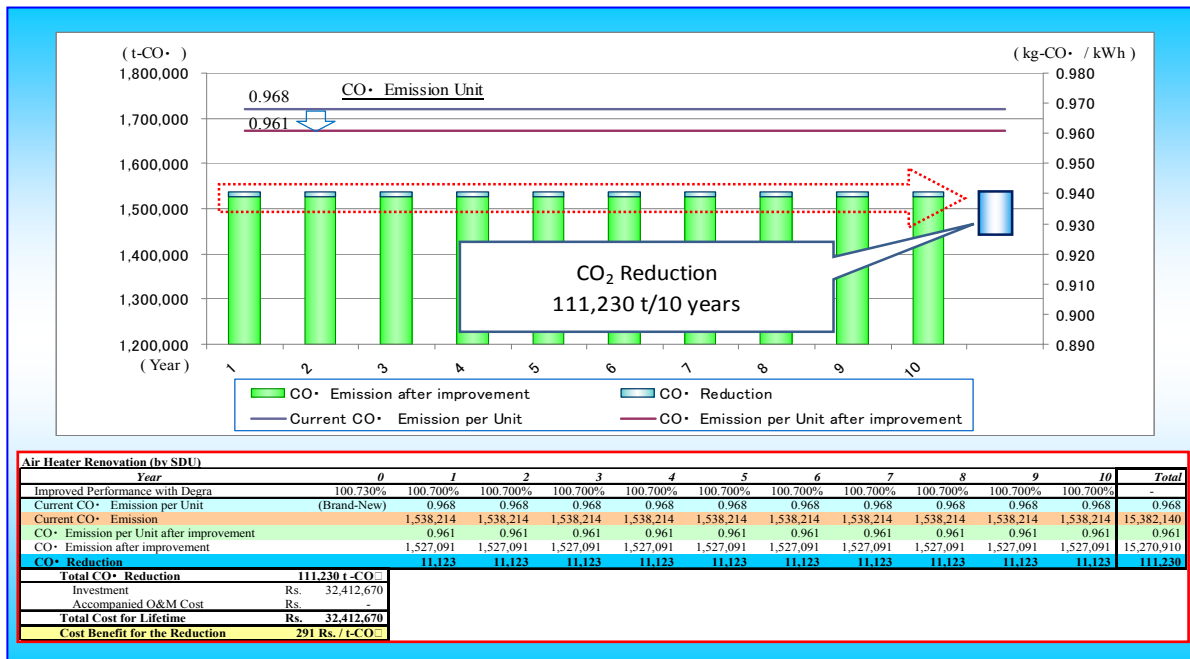 ( t-CO・ )
( kg-CO・ / kWh )
1,800,000
1,700,000
1,600,000
1,500,000
1,400,000
1,300,000
1,200,000
( Year )
0.980
0.970
0.960
0.950
0.940
0.930
0.920
0.910
0.900
0.890
0.968
CO・ Emission Unit
0.961
CO₂ Reduction
111,230 t/10 years
1 2 3 4 5 6 7 8 9 10
CO・ Emission after improvement
CO・ Reduction
Current CO・ Emission per Unit
CO・ Emission per Unit after improvement
Air Heater Renovation (by SDU)
Year 0 1 2 3 4 5 6 7 8 9 10 Total
Improved Performance with Degra 100.730% 100.700% 100.700% 100.700% 100.700% 100.700% 100.700% 100.700% 100.700% 100.700% 100.700% -
Current CO・ Emission per Unit (Brand-New) 0.968 0.968 0.968 0.968 0.968 0.968 0.968 0.968 0.968 0.968 0.968
Current CO・ Emission 1,538,214 1,538,214 1,538,214 1,538,214 1,538,214 1,538,214 1,538,214 1,538,214 1,538,214 1,538,214 15,382,140
CO・ Emission per Unit after improvement 0.961 0.961 0.961 0.961 0.961 0.961 0.961 0.961 0.961 0.961 0.961
CO・ Emission after improvement 1,527,091 1,527,091 1,527,091 1,527,091 1,527,091 1,527,091 1,527,091 1,527,091 1,527,091 1,527,091 15,270,910
CO・ Reduction 11,123 11,123 11,123 11,123 11,123 11,123 11,123 11,123 11,123 11,123 111,230
Total CO・ Reduction 111,230 t -CO□
Investment Rs. 32,412,670
Accompanied O&M Cost Rs. -
Total Cost for Lifetime Rs. 32,412,670
Cost Benefit for the Reduction 291 Rs. / t-CO□